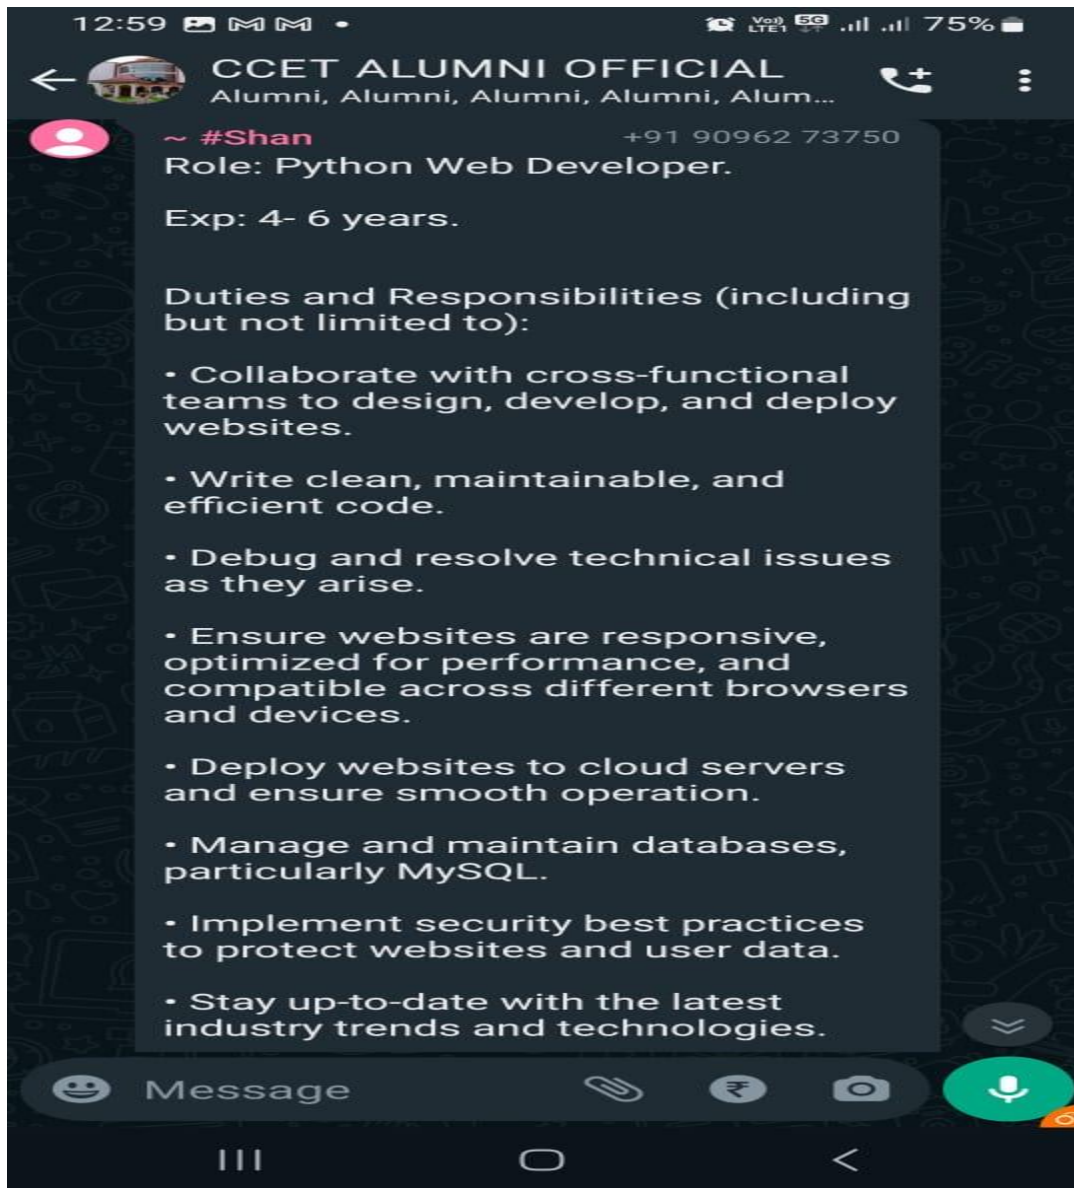 12:59
Vo))
LTE1
5G
75%
CCET ALUMNI OFFICIAL
Alumni, Alumni, Alumni, Alumni, Alum...
~ #Shan
+91 90962 73750
Role: Python Web Developer.
Exp: 4- 6 years.
Duties and Responsibilities (including
but not limited to):
• Collaborate with cross-functional
teams to design, develop, and deploy
websites.
• Write clean, maintainable, and
efficient code.
• Debug and resolve technical issues
as they arise.
• Ensure websites are responsive,
optimized for performance, and
compatible across different browsers
and devices.
• Deploy websites to cloud servers
and ensure smooth operation.
• Manage and maintain databases,
particularly MySQL.
• Implement security best practices
to protect websites and user data.
• Stay up-to-date with the latest
industry trends and technologies.
Message